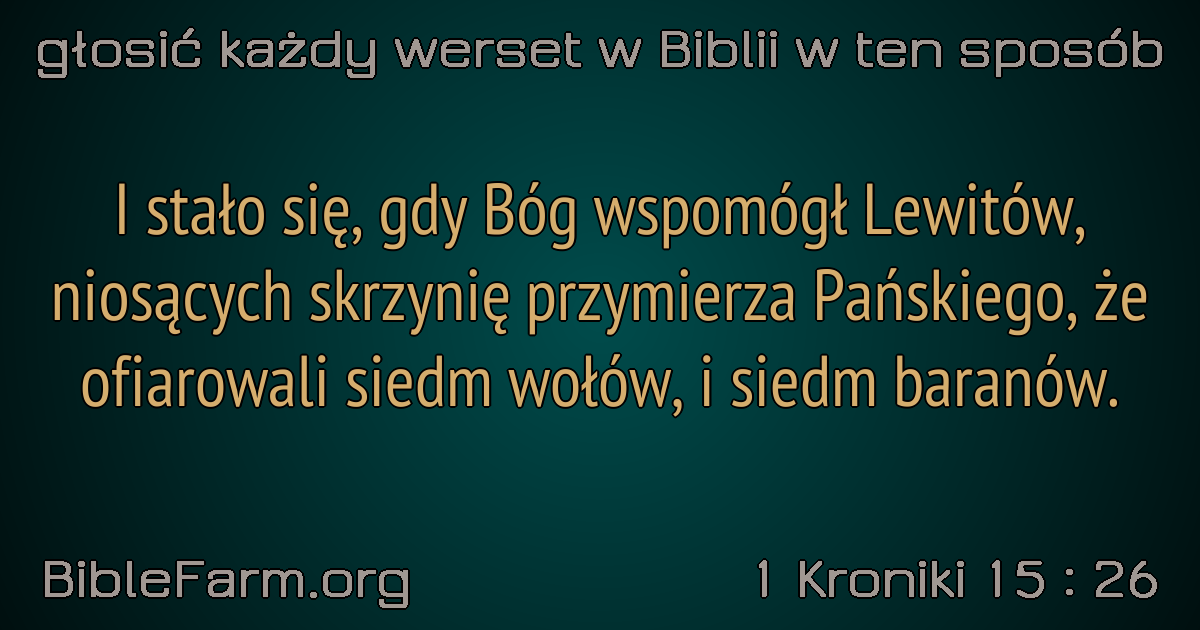 głosić każdy werset w Biblii w ten sposób
I stało się, gdy Bóg wspomógł Lewitów,
niosących skrzynię przymierza Pańskiego, że
ofiarowali siedm wołów, i siedm baranów.
BibleFarm.org
1 Kroniki 15 : 26